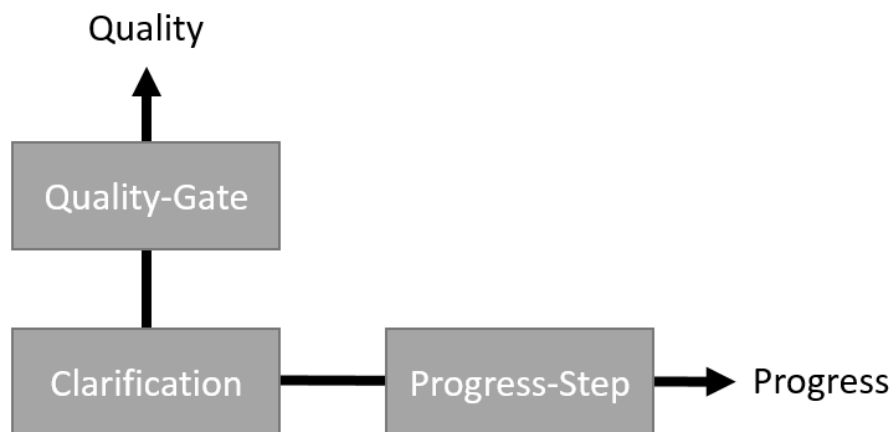 Quality
Quality-Gate
Clarification
Progress-Step
Progress